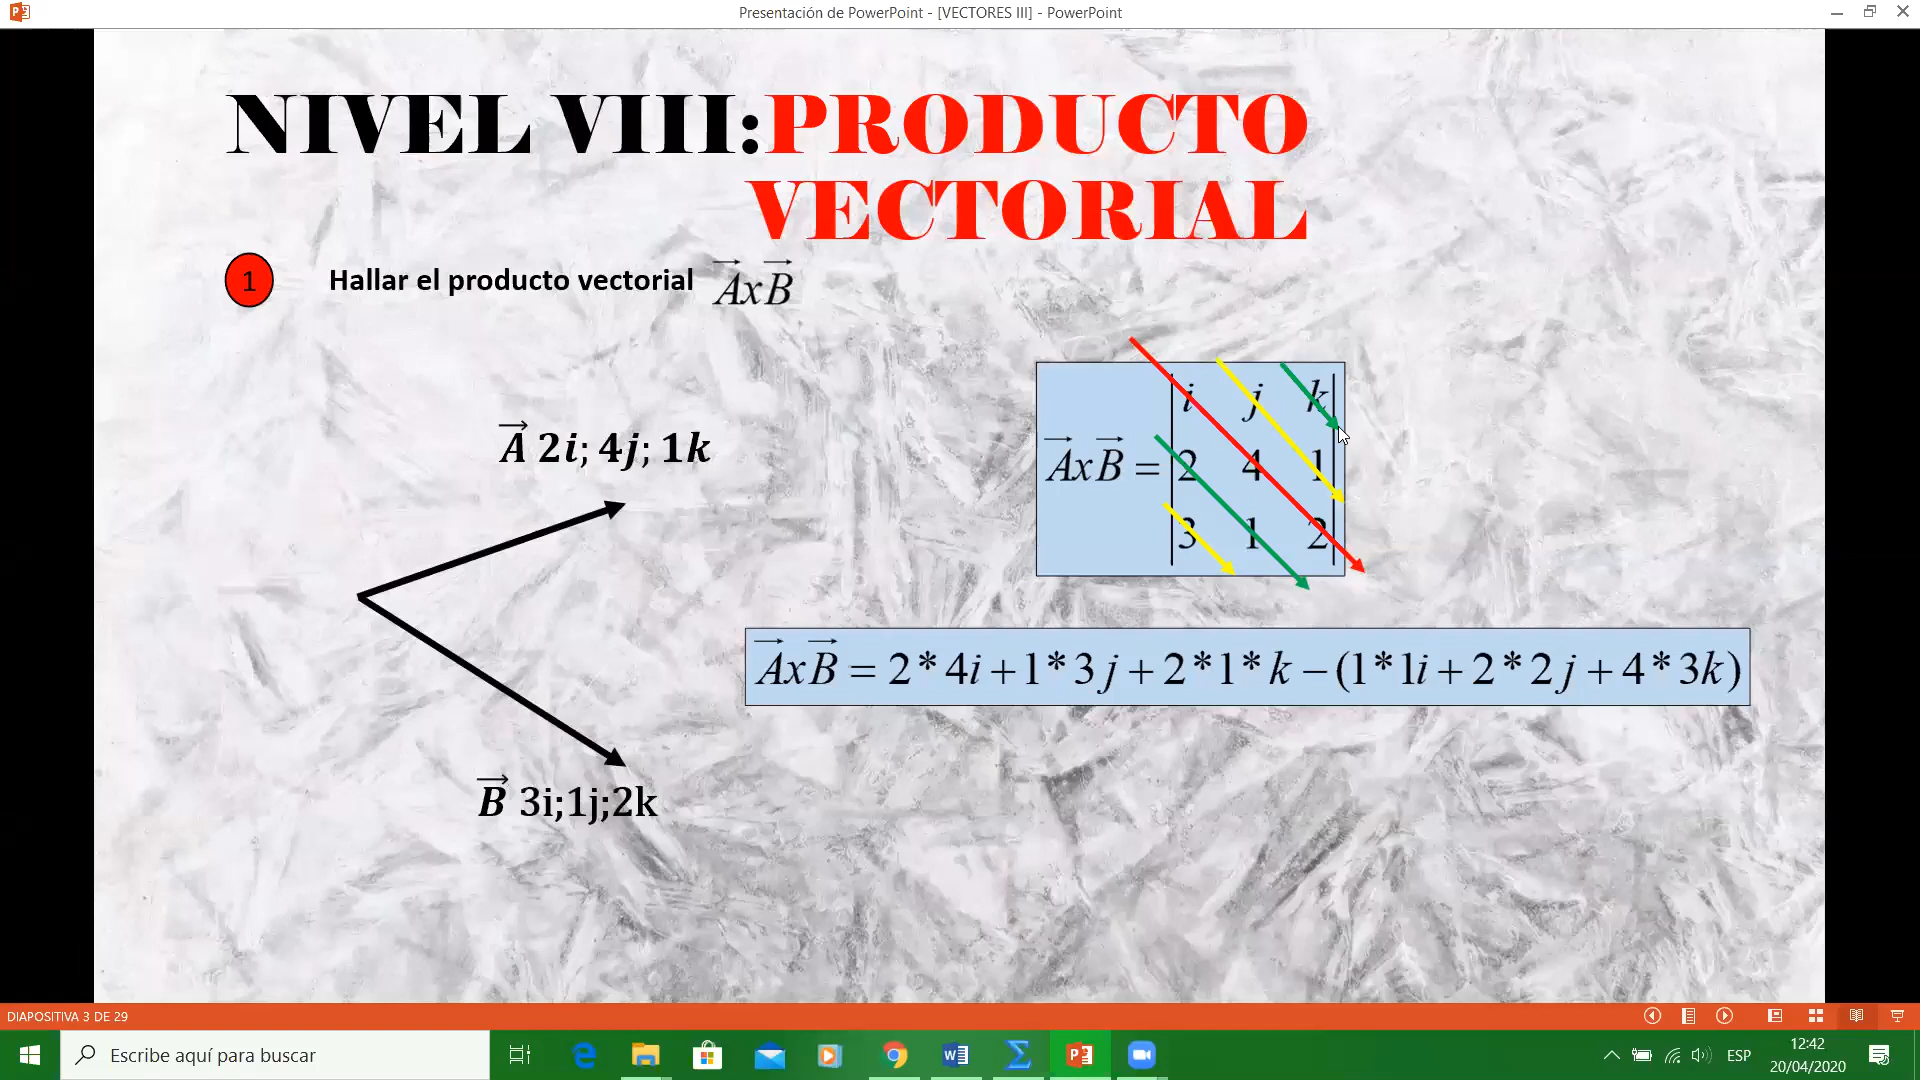 Presentación de PowerPoint - [VECTORES III] - PowerPoint
NIVEL VIII:PRODUCTO
VECTORIAL
1 Hallar el producto vectorial AxB
A 2i; 4j; 1k
i j k
AxB = 2 4 1
3 1 2
AxB = 2*4i+1*3j+2*1*k−(1*1i+2*2j+4*3k)
B 3i;1j;2k
DIAPOSITIVA 3 DE 29
Escribe aquí para buscar
ESP
12:42
20/04/2020